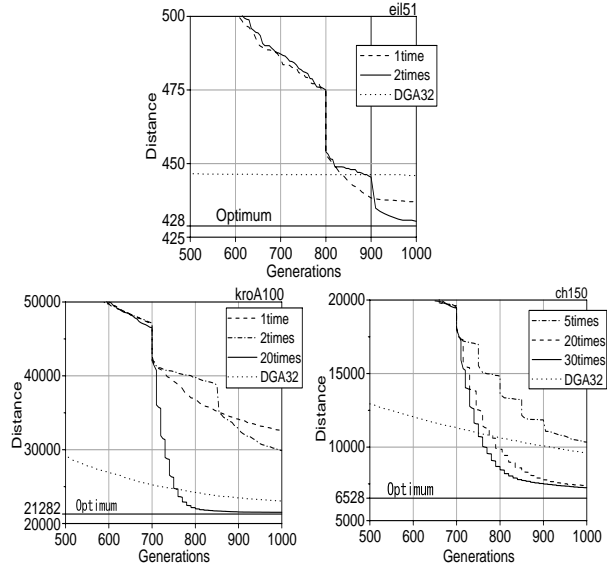 eil51
500
475
450
428
425
Distance
1time
2times
DGA32
Optimum
500 600 700 800 900 1000
Generations
kroA100
50000
40000
30000
21282
20000
Distance
1time
2times
20times
DGA32
Optimum
500 600 700 800 900 1000
Generations
ch150
20000
15000
10000
6528
5000
Distance
5times
20times
30times
DGA32
Optimum
500 600 700 800 900 1000
Generations